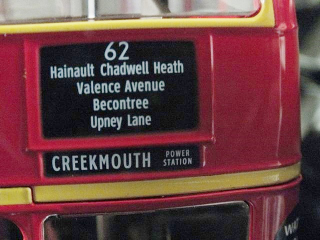 62
Hainault Chadwell Heath
Valence Avenue
Becontree
Upney Lane
CREEKMOUTH POWER STATION